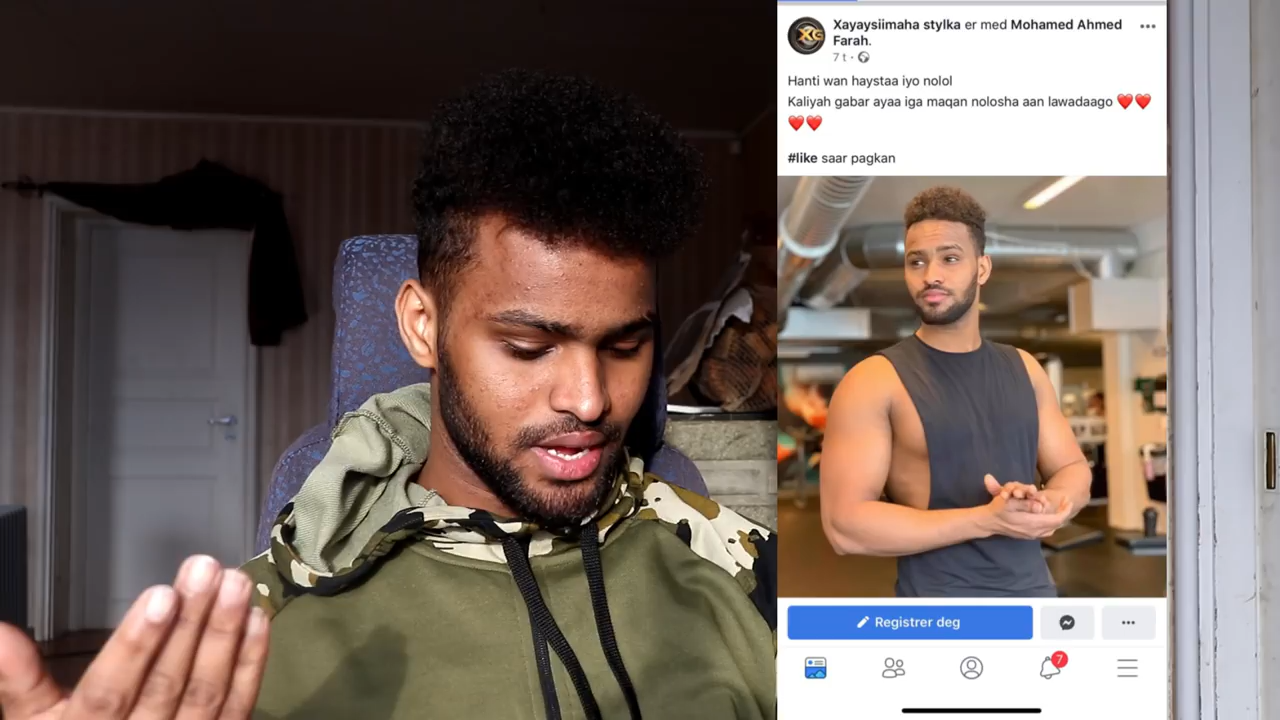 XG
Xayaysiimaha stylka er med Mohamed Ahmed
Farah.
7 t ·
Hanti wan haystaa iyo nolol
Kaliyah gabar ayaa iga maqan nolosha aan lawadaago ❤️❤️
❤️❤️
#like saar pagkan
Registrer deg
7